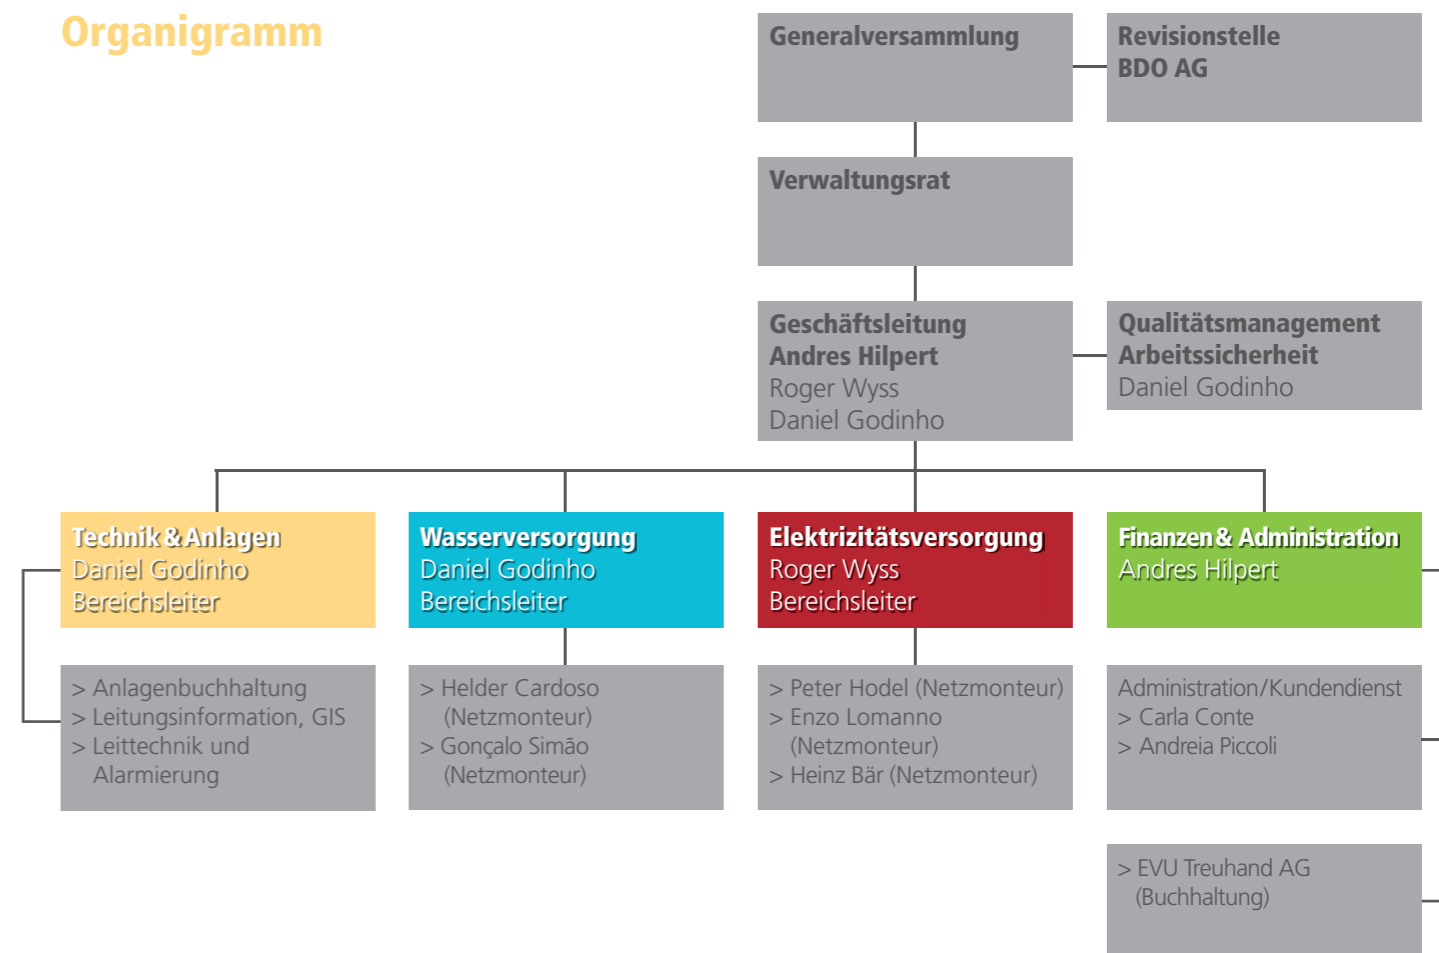 Organigramm
Generalversammlung
Revisionstelle
BDO AG
Verwaltungsrat
Geschäftsleitung
Andres Hilpert
Roger Wyss
Daniel Godinho
Qualitätsmanagement
Arbeitssicherheit
Daniel Godinho
Technik & Anlagen
Daniel Godinho
Bereichsleiter
Wasserversorgung
Daniel Godinho
Bereichsleiter
Elektrizitätsversorgung
Roger Wyss
Bereichsleiter
Finanzen & Administration
Andres Hilpert
> Anlagenbuchhaltung
> Leitungsinformation, GIS
> Leittechnik und
Alarmierung
> Helder Cardoso
(Netzmonteur)
> Gonçalo Simão
(Netzmonteur)
> Peter Hodel (Netzmonteur)
> Enzo Lomanno
(Netzmonteur)
> Heinz Bär (Netzmonteur)
Administration/Kundendienst
> Carla Conte
> Andreia Piccoli
> EVU Treuhand AG
(Buchhaltung)